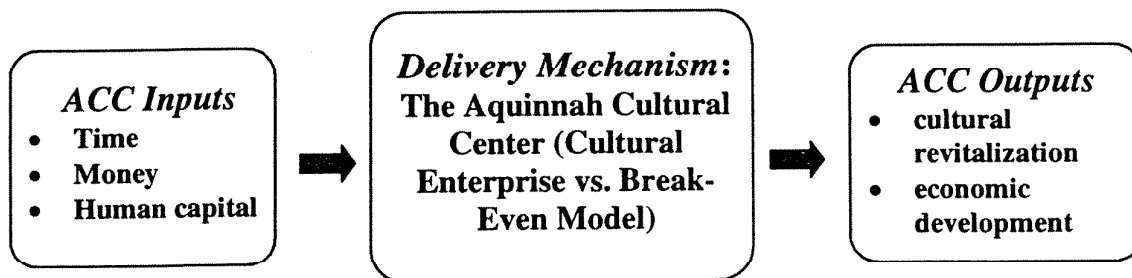 ACC Inputs
• Time
• Money
• Human capital
Delivery Mechanism:
The Aquinnah Cultural
Center (Cultural
Enterprise vs. Break-
Even Model)
ACC Outputs
• cultural
revitalization
• economic
development